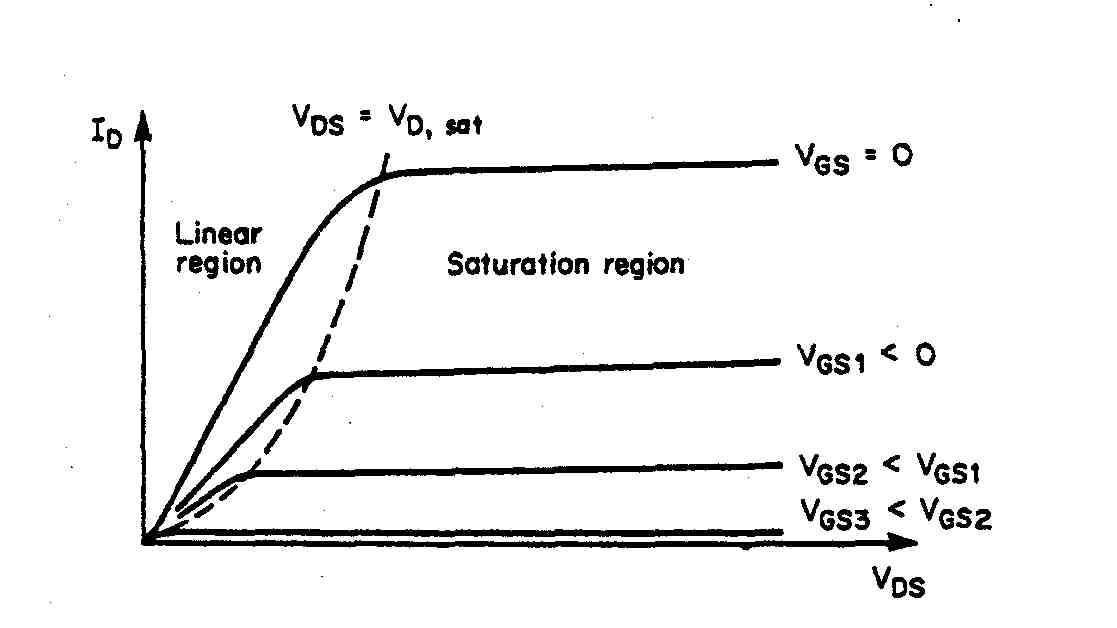 I_D
V_DS = V_D, sat
V_GS = 0
Linear
region
Saturation region
V_GS1 < 0
V_GS2 < V_GS1
V_GS3 < V_GS2
V_DS